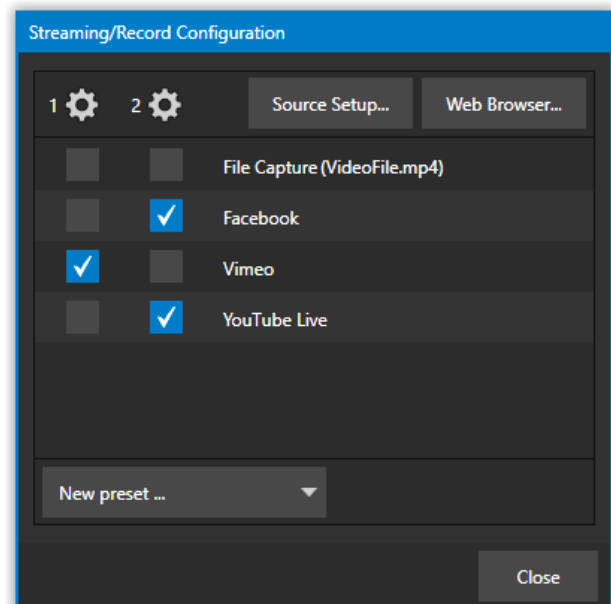 Streaming/Record Configuration
1 2 Source Setup... Web Browser...
File Capture (VideoFile.mp4)
Facebook
Vimeo
YouTube Live
New preset ...
Close